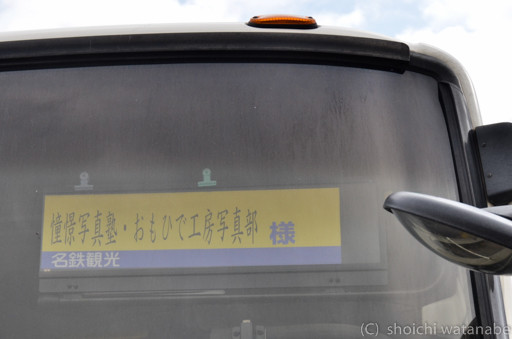 憧憬写真塾・おもひで工房写真部 様
名鉄観光
(C) shoichi watanabe